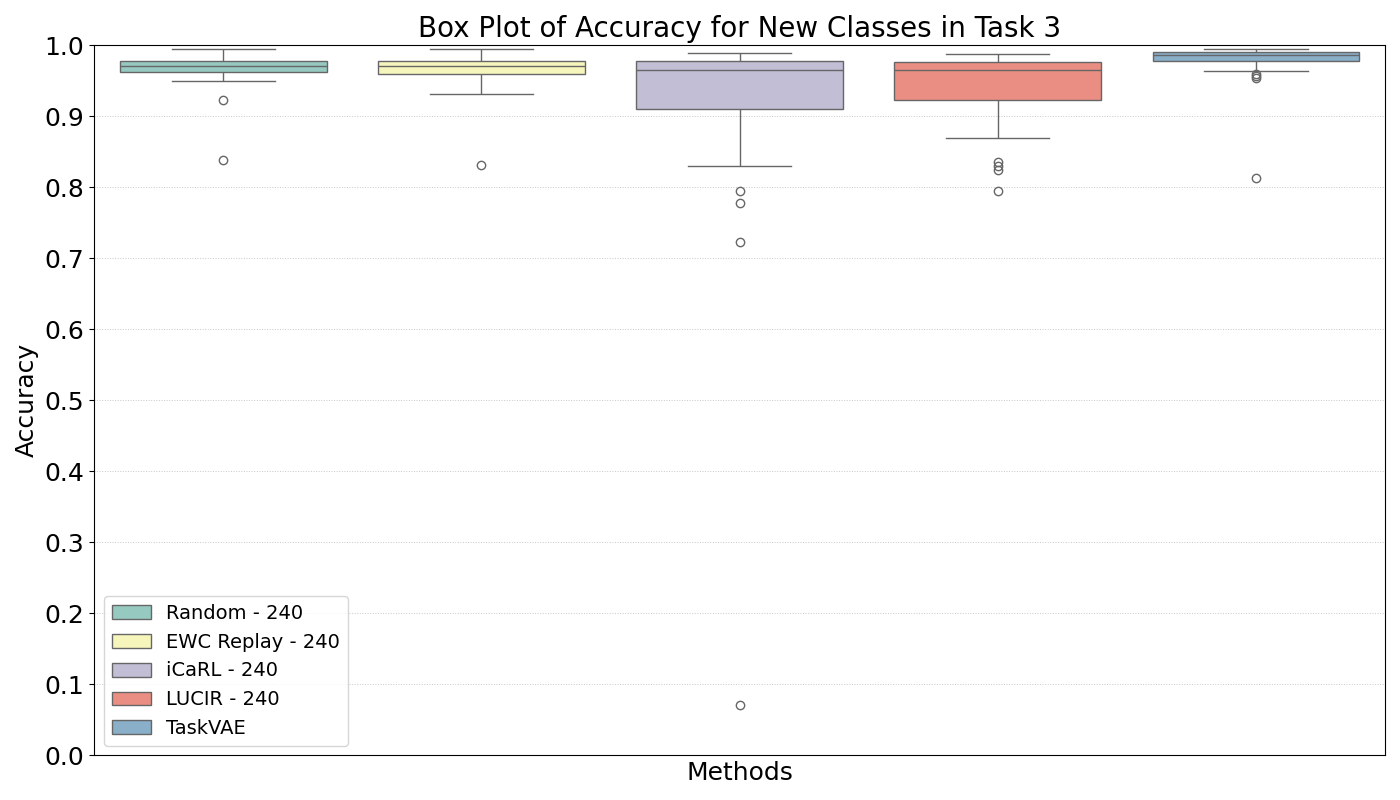 Box Plot of Accuracy for New Classes in Task 3
1.0
0.9
0.8
0.7
0.6
0.5
0.4
0.3
0.2
0.1
0.0
Accuracy
Random - 240
EWC Replay - 240
iCaRL - 240
LUCIR - 240
TaskVAE
Methods